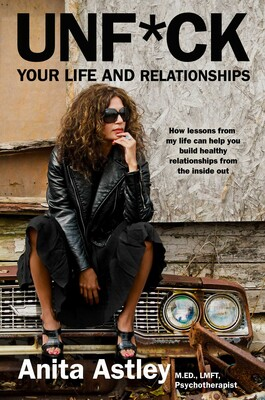 UNF*CK
YOUR LIFE AND RELATIONSHIPS
How lessons from
my life can help you
build healthy
relationships from
the inside out
Anita Astley
M.ED., LMFT,
Psychotherapist